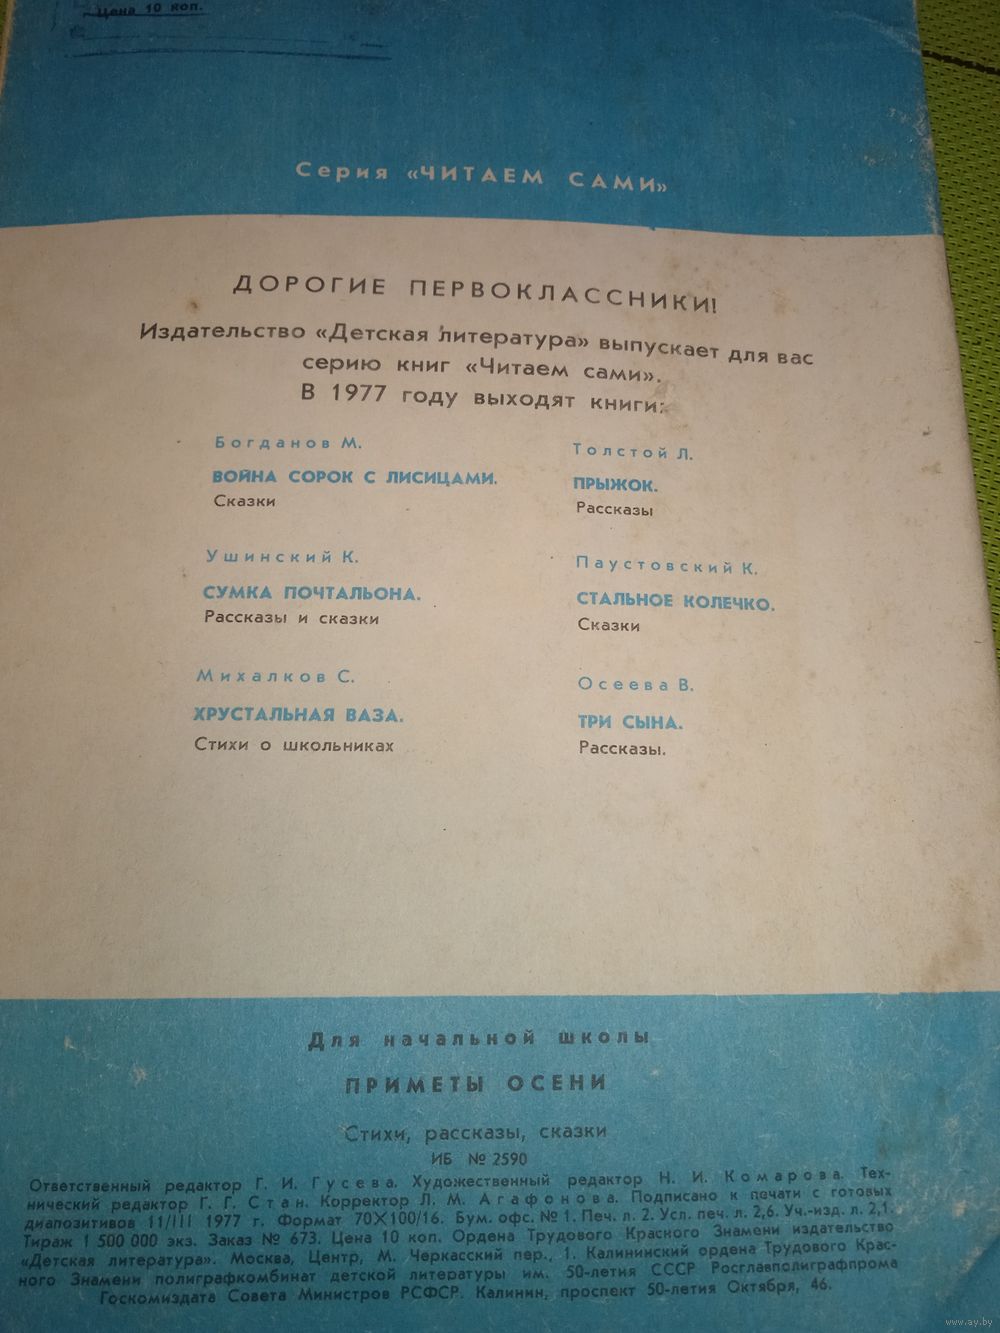 Цена 10 коп.
Серия «ЧИТАЕМ САМИ»
ДОРОГИЕ ПЕРВОКЛАССНИКИ!
Издательство «Детская литература» выпускает для вас
серию книг «Читаем сами».
В 1977 году выходят книги:
Богданов М.
ВОЙНА СОРОК С ЛИСИЦАМИ.
Сказки
Ушинский К.
СУМКА ПОЧТАЛЬОНА.
Рассказы и сказки
Михалков С.
ХРУСТАЛЬНАЯ ВАЗА.
Стихи о школьниках
Толстой Л.
ПРЫЖОК.
Рассказы
Паустовский К.
СТАЛЬНОЕ КОЛЕЧКО.
Сказки
Осеева В.
ТРИ СЫНА.
Рассказы.
Для начальной школы
ПРИМЕТЫ ОСЕНИ
Стихи, рассказы, сказки
ИБ № 2590
Ответственный редактор Г. И. Гусева. Художественный редактор Н. И. Комарова. Тех-
нический редактор Г. Г. Стан. Корректор Л. М. Агафонова. Подписано к печати с готовых
диапозитивов 11/III 1977 г. Формат 70X100/16. Бум. офс. № 1. Печ. л. 2. Усл. печ. л. 2,6. Уч.-изд. л. 2,1.
Тираж 1 500 000 экз. Заказ № 673. Цена 10 коп. Ордена Трудового Красного Знамени издательство
«Детская литература». Москва, Центр, М. Черкасский пер., 1. Калининский ордена Трудового Крас-
ного Знамени полиграфкомбинат детской литературы им. 50-летия СССР Росглавполиграфпрома
Госкомиздата Совета Министров РСФСР. Калинин, проспект 50-летия Октября, 46.
www.ay.by